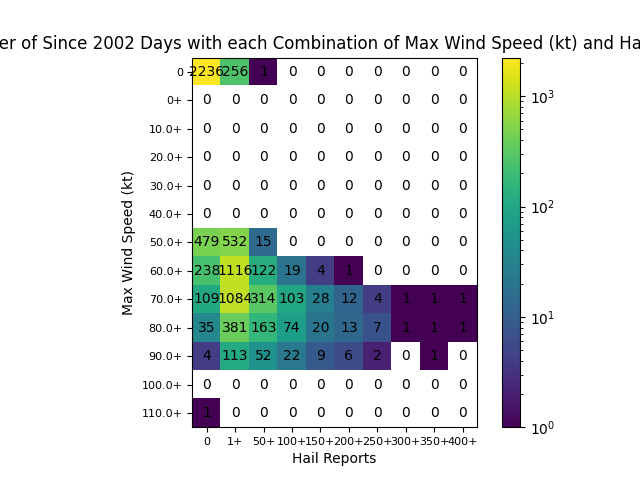 er of Since 2002 Days with each Combination of Max Wind Speed (kt) and Ha
0 2236 256 1 0 0 0 0 0 0 0
0+ 0 0 0 0 0 0 0 0 0 0
10.0+ 0 0 0 0 0 0 0 0 0 0
20.0+ 0 0 0 0 0 0 0 0 0 0
30.0+ 0 0 0 0 0 0 0 0 0 0
40.0+ 0 0 0 0 0 0 0 0 0 0
50.0+ 479 532 15 0 0 0 0 0 0 0
60.0+ 238 1116 122 19 4 1 0 0 0 0
70.0+ 109 1084 314 103 28 12 4 1 1 1
80.0+ 35 381 163 74 20 13 7 1 1 1
90.0+ 4 113 52 22 9 6 2 0 1 0
100.0+ 0 0 0 0 0 0 0 0 0 0
110.0+ 1 0 0 0 0 0 0 0 0 0
0 1+ 50+ 100+ 150+ 200+ 250+ 300+ 350+ 400+
Hail Reports
Max Wind Speed (kt)
10³
10²
10¹
10⁰